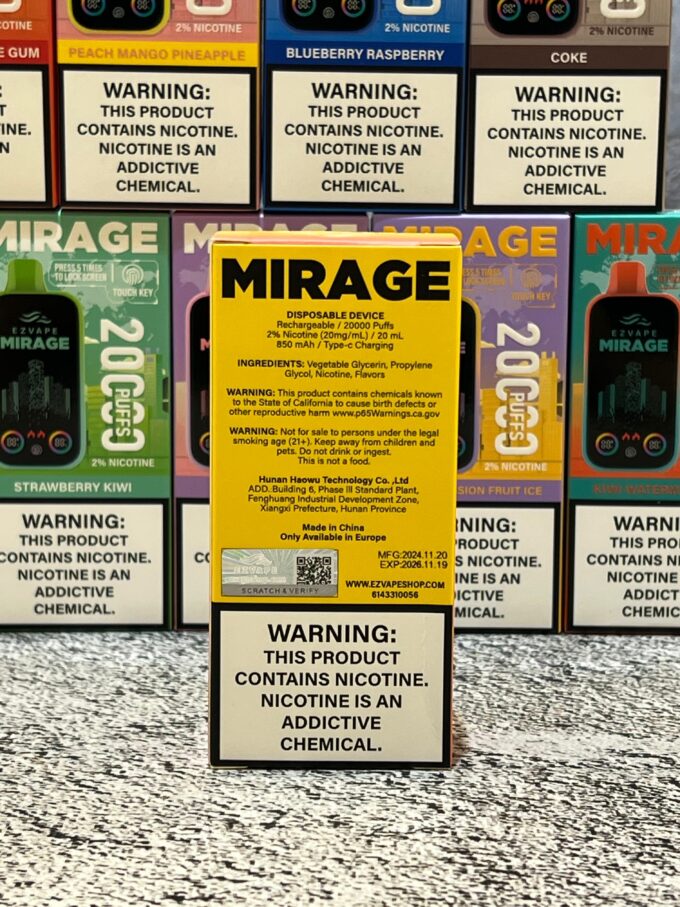 2% NICOTINE
2% NICOTINE
2% NICOTINE
GUM
PEACH MANGO PINEAPPLE
BLUEBERRY RASPBERRY
COKE
WARNING:
THIS PRODUCT
CONTAINS NICOTINE.
NICOTINE IS AN
ADDICTIVE
CHEMICAL.
WARNING:
THIS PRODUCT
CONTAINS NICOTINE.
NICOTINE IS AN
ADDICTIVE
CHEMICAL.
WARNING:
THIS PRODUCT
CONTAINS NICOTINE.
NICOTINE IS AN
ADDICTIVE
CHEMICAL.
MIRAGE
PRESS 5 TIMES
TO LOCK SCREEN
TOUCH KEY
EZVAPE
MIRAGE
20000
PUFFS
2% NICOTINE
STRAWBERRY KIWI
WARNING:
THIS PRODUCT
CONTAINS NICOTINE.
NICOTINE IS AN
ADDICTIVE
CHEMICAL.
MIRAGE
DISPOSABLE DEVICE
Rechargeable / 20000 Puffs
2% Nicotine (20mg/mL) / 20 mL
850 mAh / Type-c Charging
INGREDIENTS: Vegetable Glycerin, Propylene
Glycol, Nicotine, Flavors
WARNING: This product contains chemicals known
to the State of California to cause birth defects or
other reproductive harm www.p65Warnings.ca.gov
WARNING: Not for sale to persons under the legal
smoking age (21+). Keep away from children and
pets. Do not drink or ingest.
This is not a food.
Hunan Haowu Technology Co. ,Ltd
ADD.:Building 6, Phase III Standard Plant,
Fenghuang Industrial Development Zone,
Xiangxi Prefecture, Hunan Province
Made in China
Only Available in Europe
MFG:2024.11.20
EXP:2026.11.19
EZVAPE
SCRATCH & VERIFY
WWW.EZVAPESHOP.COM
6143310056
WARNING:
THIS PRODUCT
CONTAINS NICOTINE.
NICOTINE IS AN
ADDICTIVE
CHEMICAL.
TOUCH KEY
20000
PUFFS
2% NICOTINE
FRUIT ICE
EZVAPE
MIRAGE
KIWI